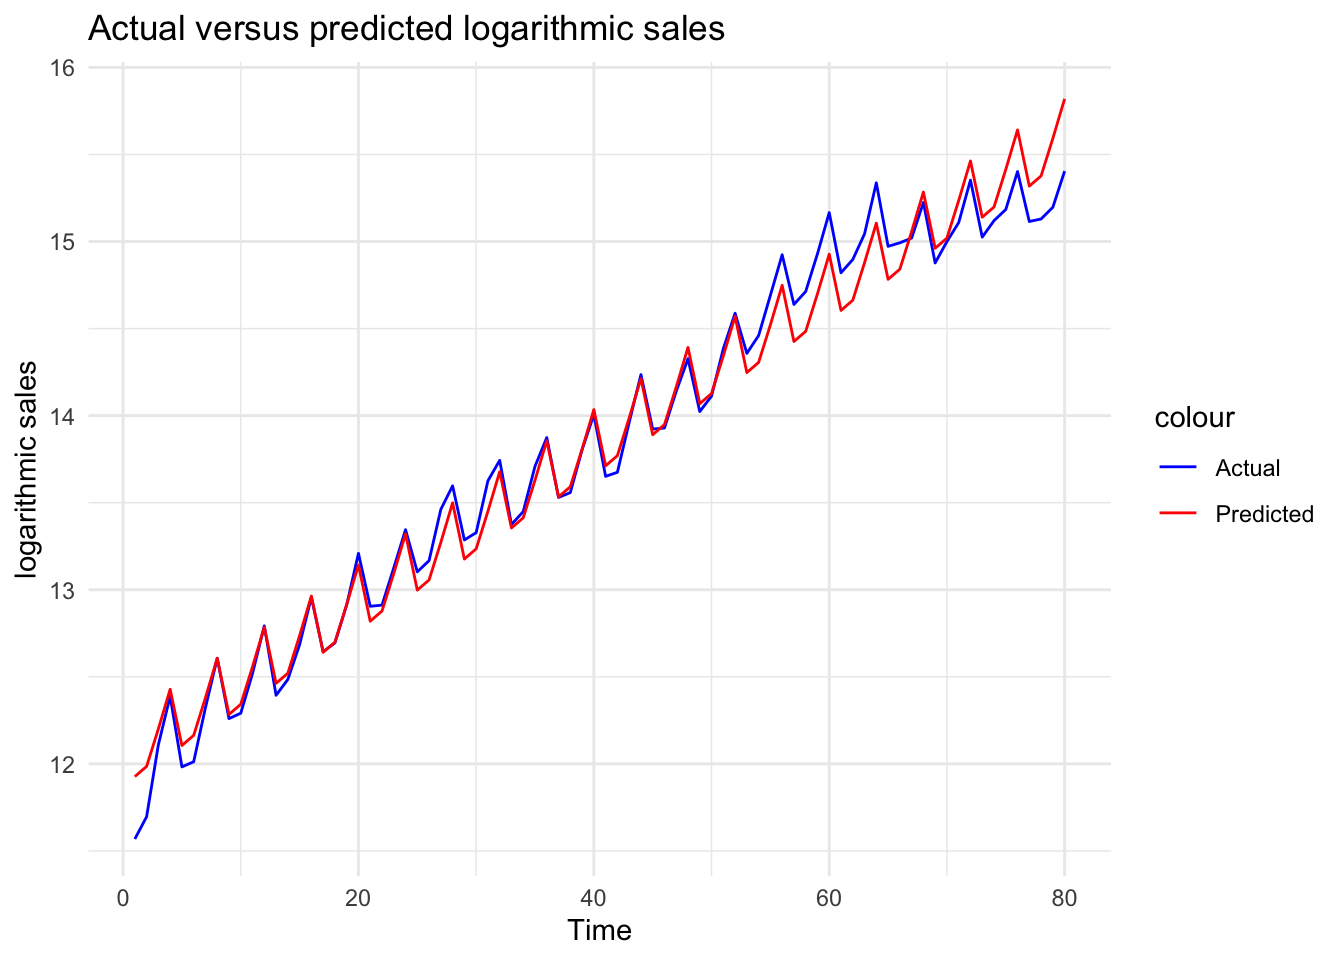 Actual versus predicted logarithmic sales
16
15
14
13
12
logarithmic sales
0 20 40 60 80
Time
colour
Actual
Predicted